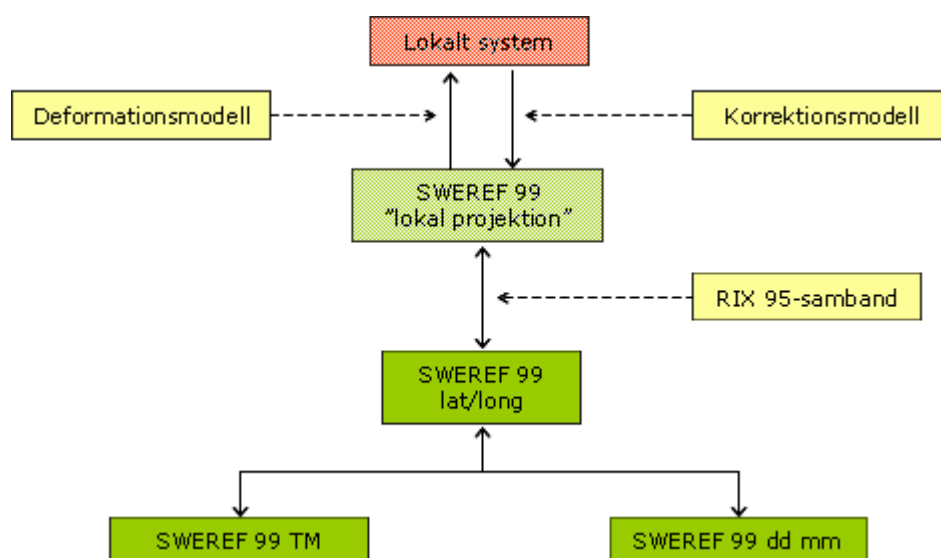 Lokalt system
Deformationsmodell
Korrektionsmodell
SWEREF 99
”lokal projektion”
RIX 95-samband
SWEREF 99
lat/long
SWEREF 99 TM
SWEREF 99 dd mm